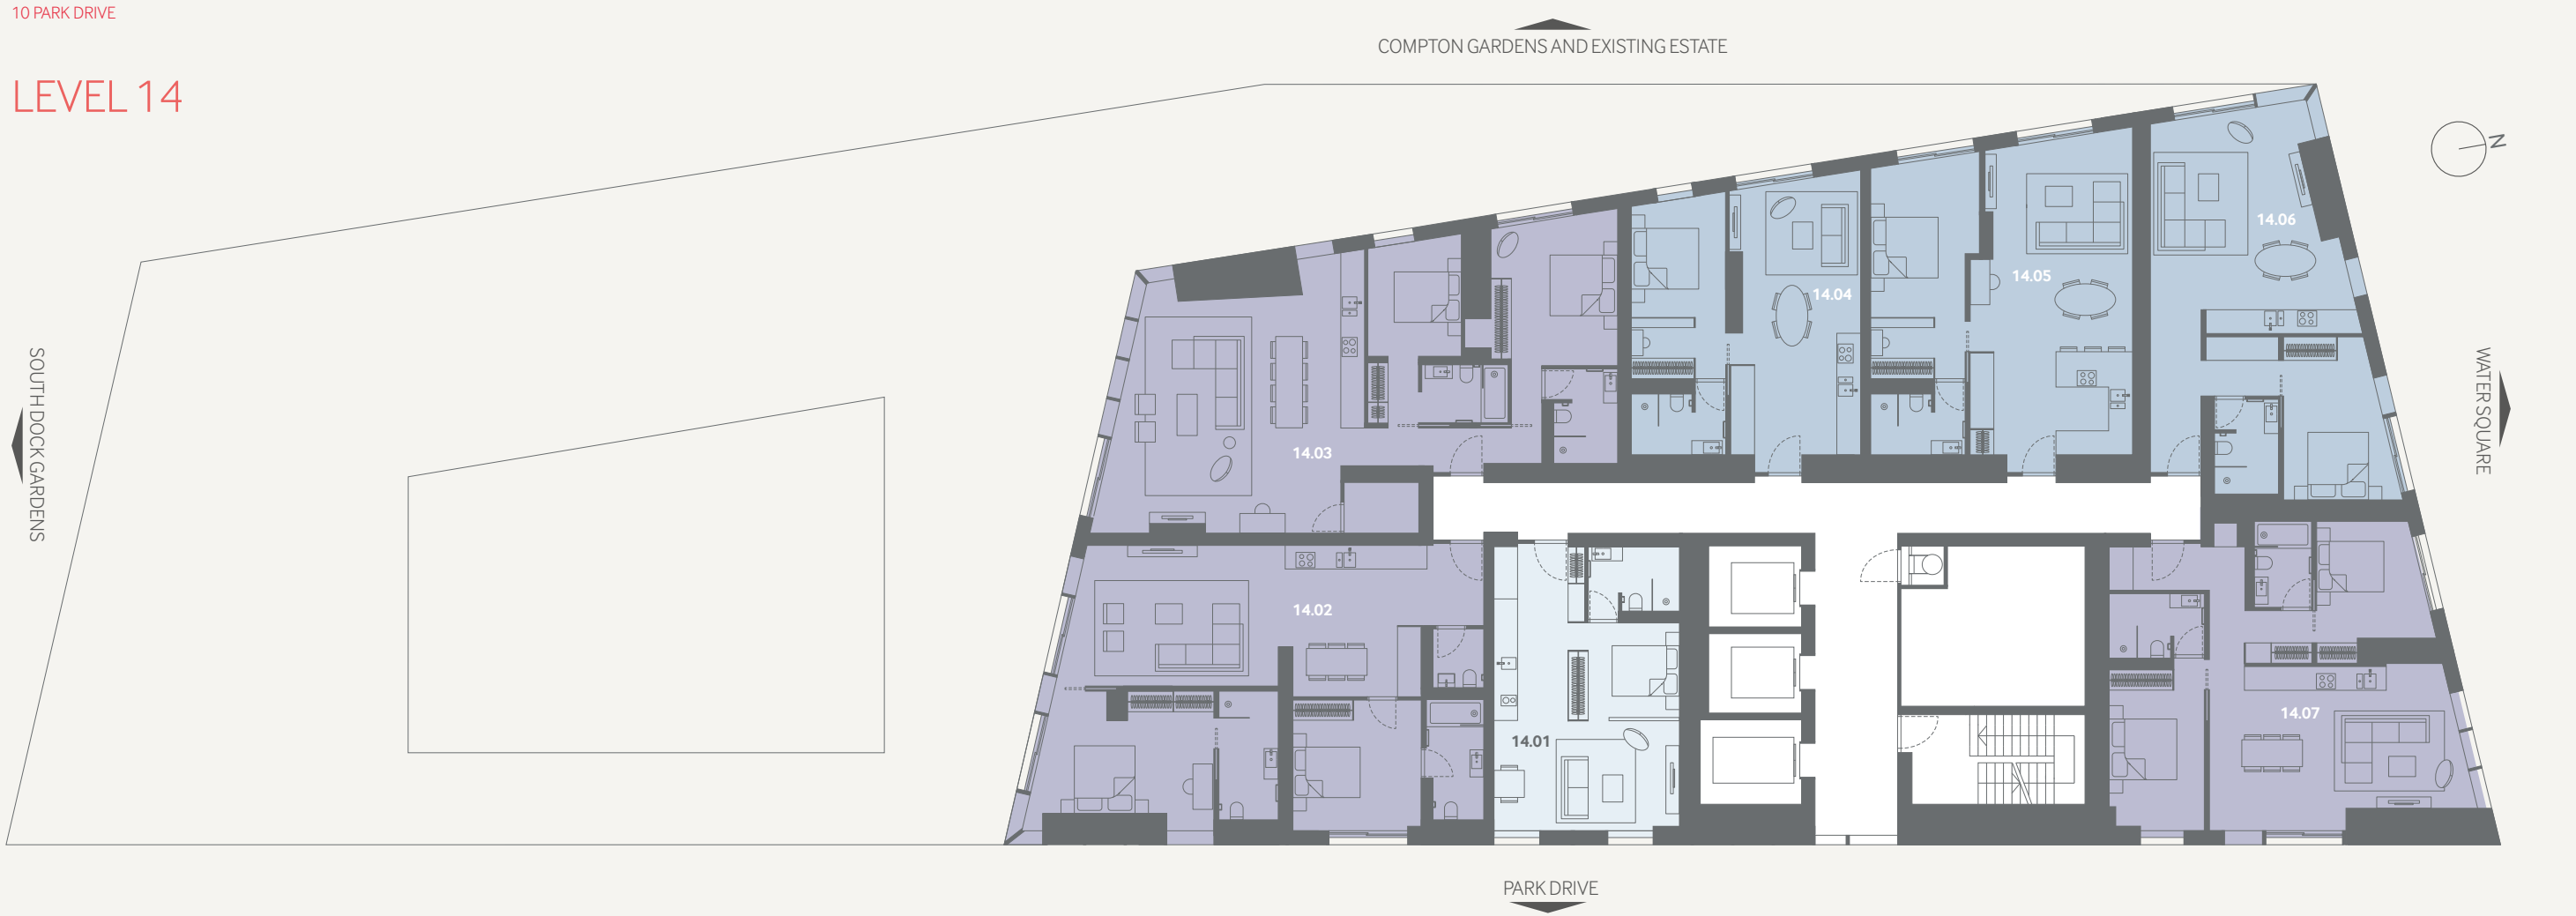 10 PARK DRIVE
LEVEL 14
COMPTON GARDENS AND EXISTING ESTATE
N
14.06
14.05
14.04
14.03
14.02
14.01
14.07
SOUTH DOCK GARDENS
WATER SQUARE
PARK DRIVE